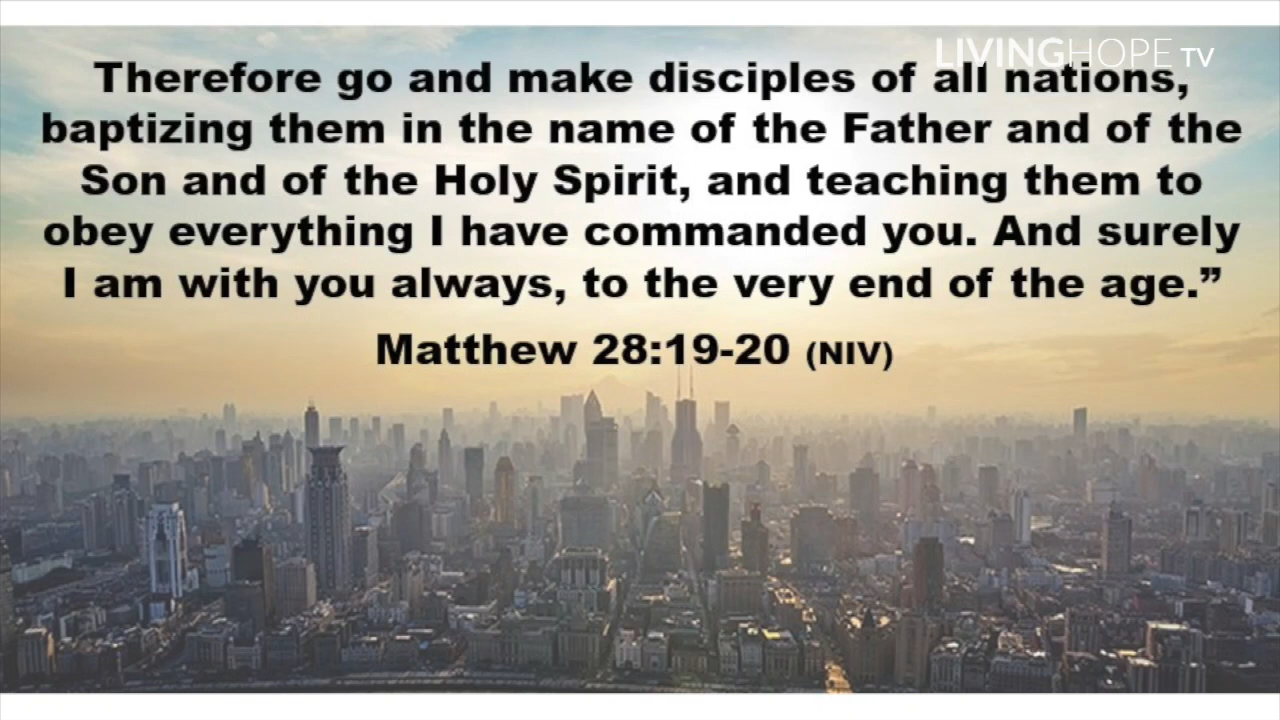 LIVINGHOPE TV
Therefore go and make disciples of all nations,
baptizing them in the name of the Father and of the
Son and of the Holy Spirit, and teaching them to
obey everything I have commanded you. And surely
I am with you always, to the very end of the age.”
Matthew 28:19-20 (NIV)